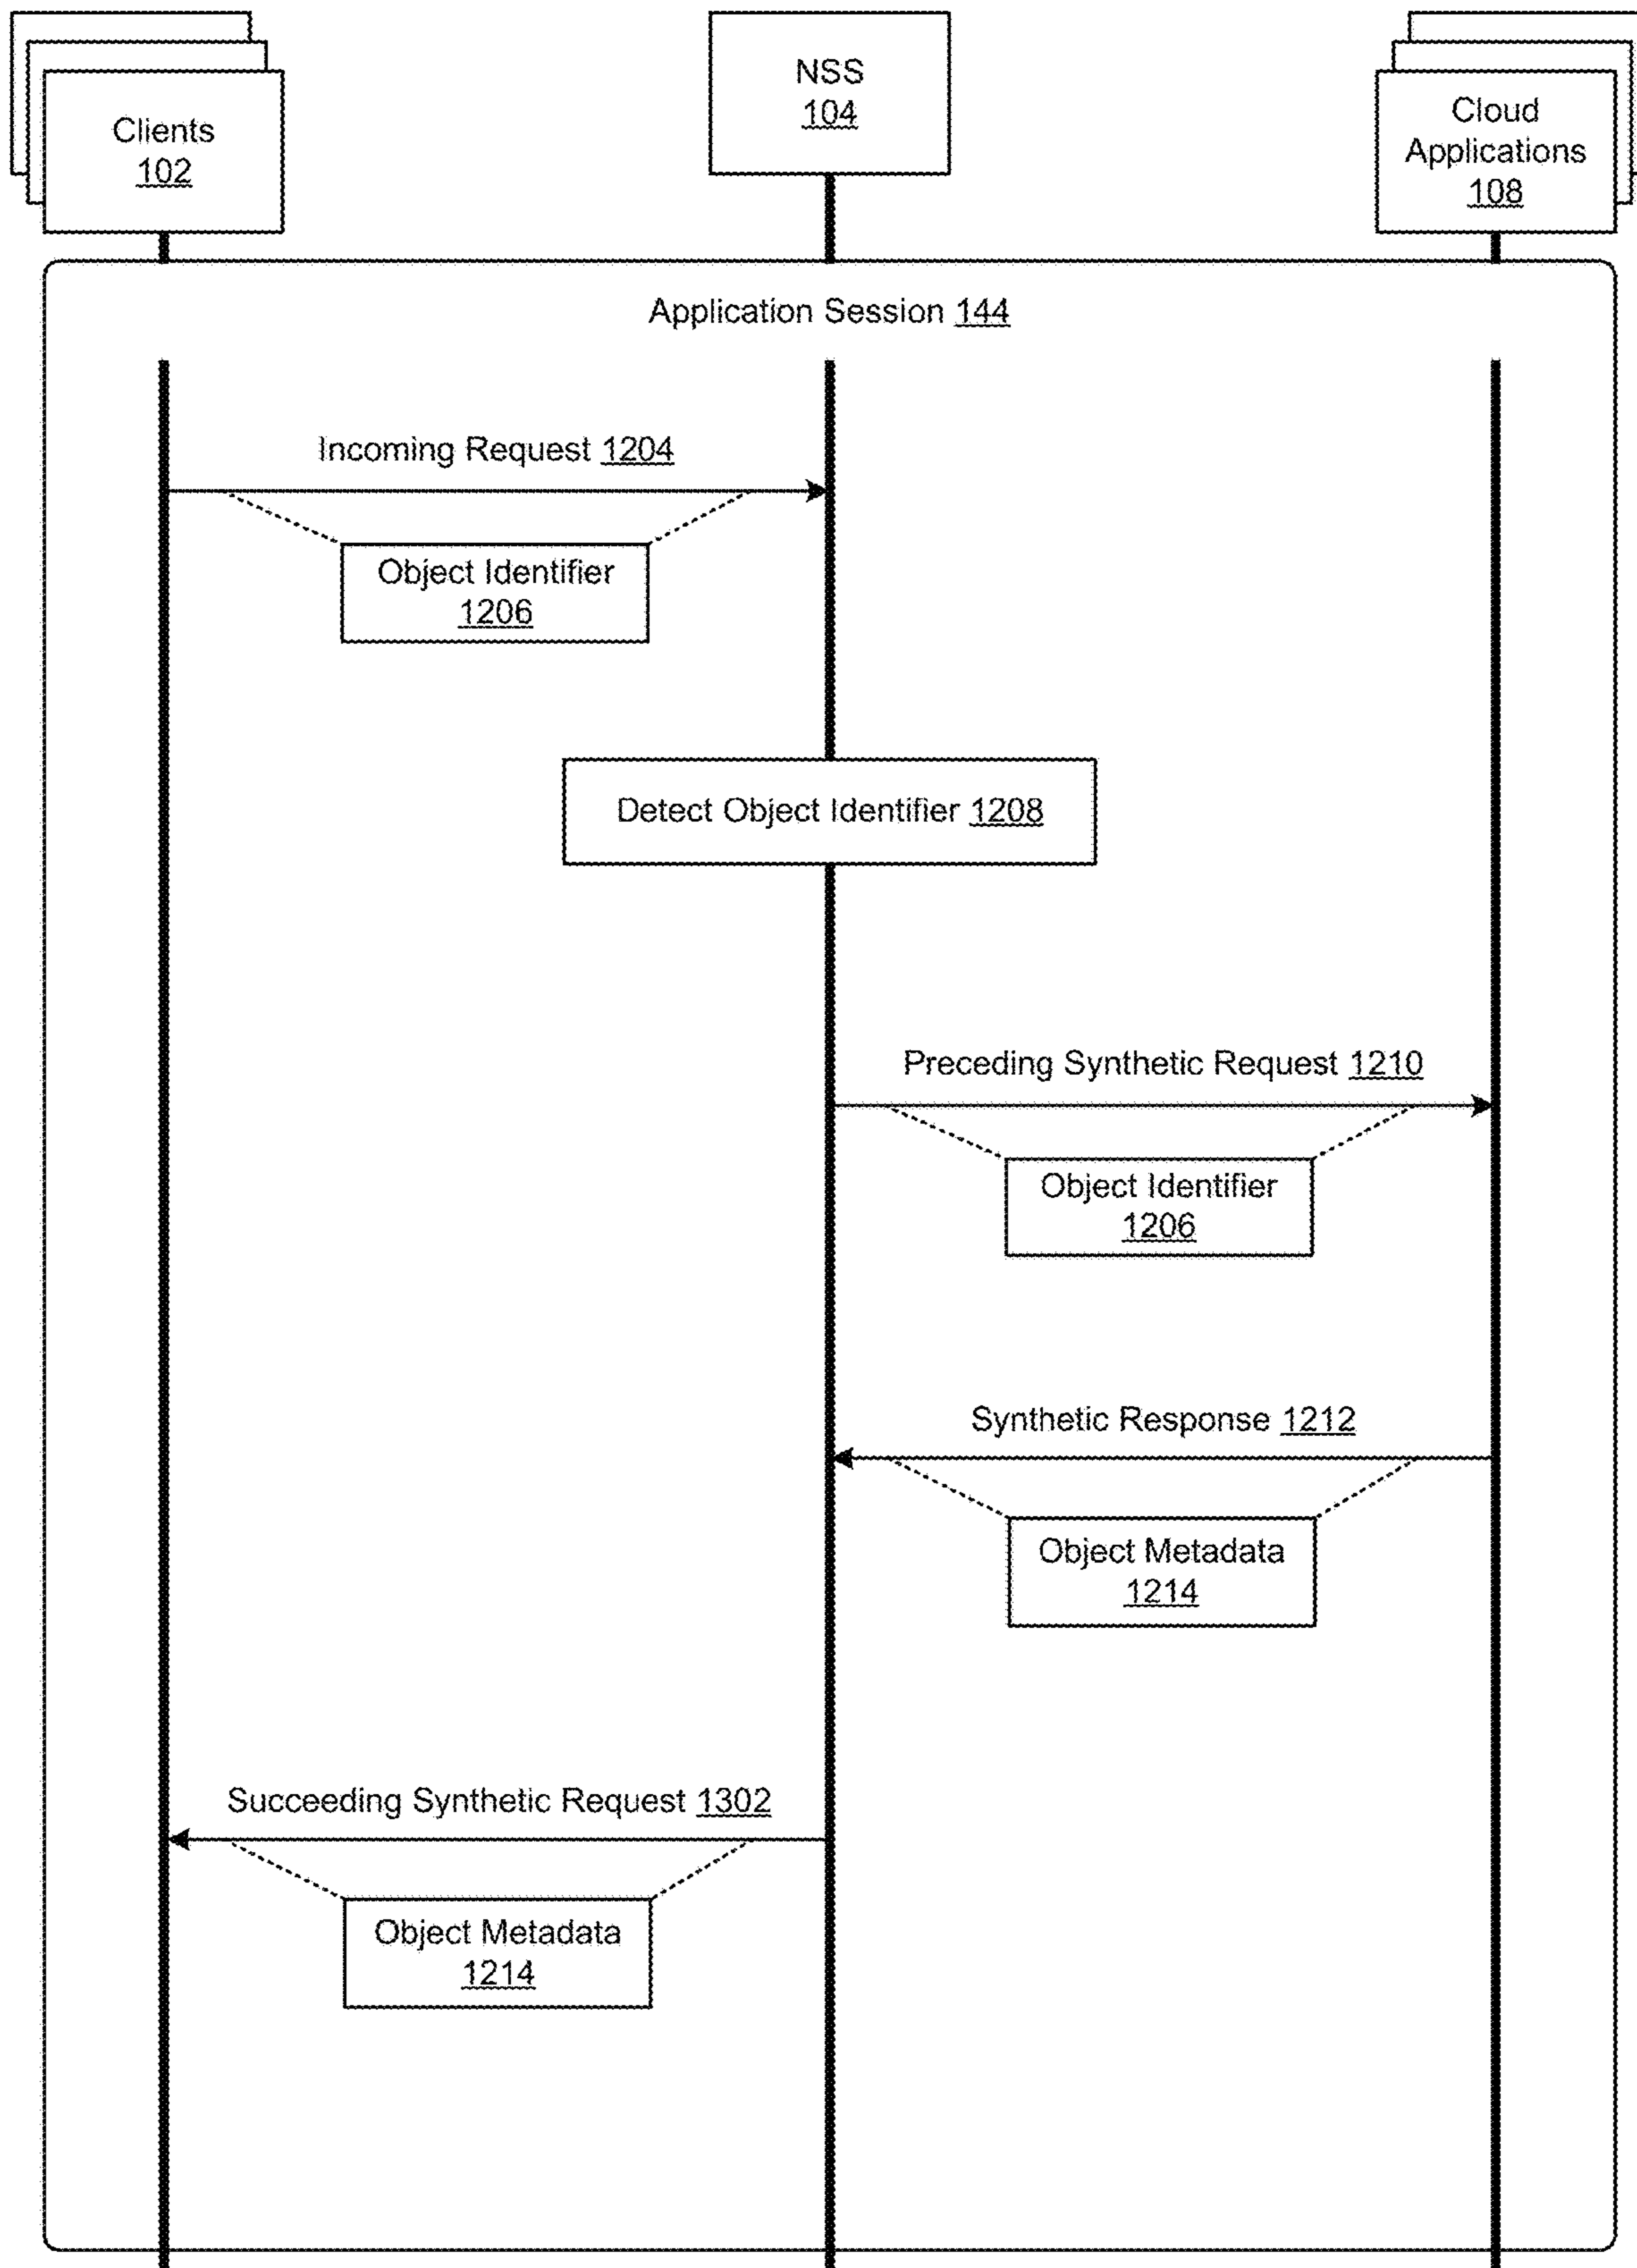 Clients
102
NSS
104
Cloud
Applications
108
Application Session 144
Incoming Request 1204
Object Identifier
1206
Detect Object Identifier 1208
Preceding Synthetic Request 1210
Object Identifier
1206
Synthetic Response 1212
Object Metadata
1214
Succeeding Synthetic Request 1302
Object Metadata
1214